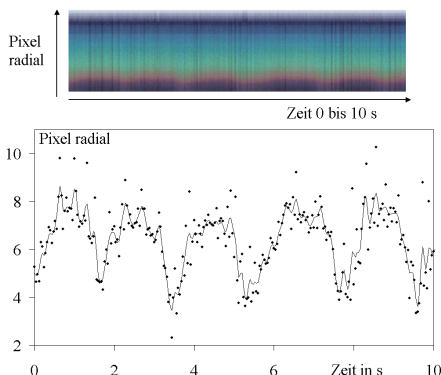 Pixel
radial
Zeit 0 bis 10 s
Pixel radial
10
8
6
4
2
0 2 4 6 Zeit in s 10